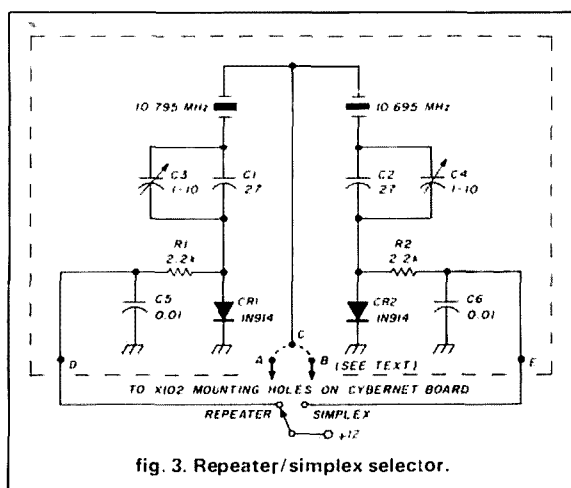 10.795 MHz
10.695 MHz
C3
1-10
C1
27
C2
27
C4
1-10
R1
2.2k
R2
2.2k
C5
0.01
CR1
1N914
CR2
1N914
C6
0.01
C
A
B
(SEE TEXT)
D
E
TO X102 MOUNTING HOLES ON CYBERNET BOARD
REPEATER
SIMPLEX
+12
fig. 3. Repeater/simplex selector.